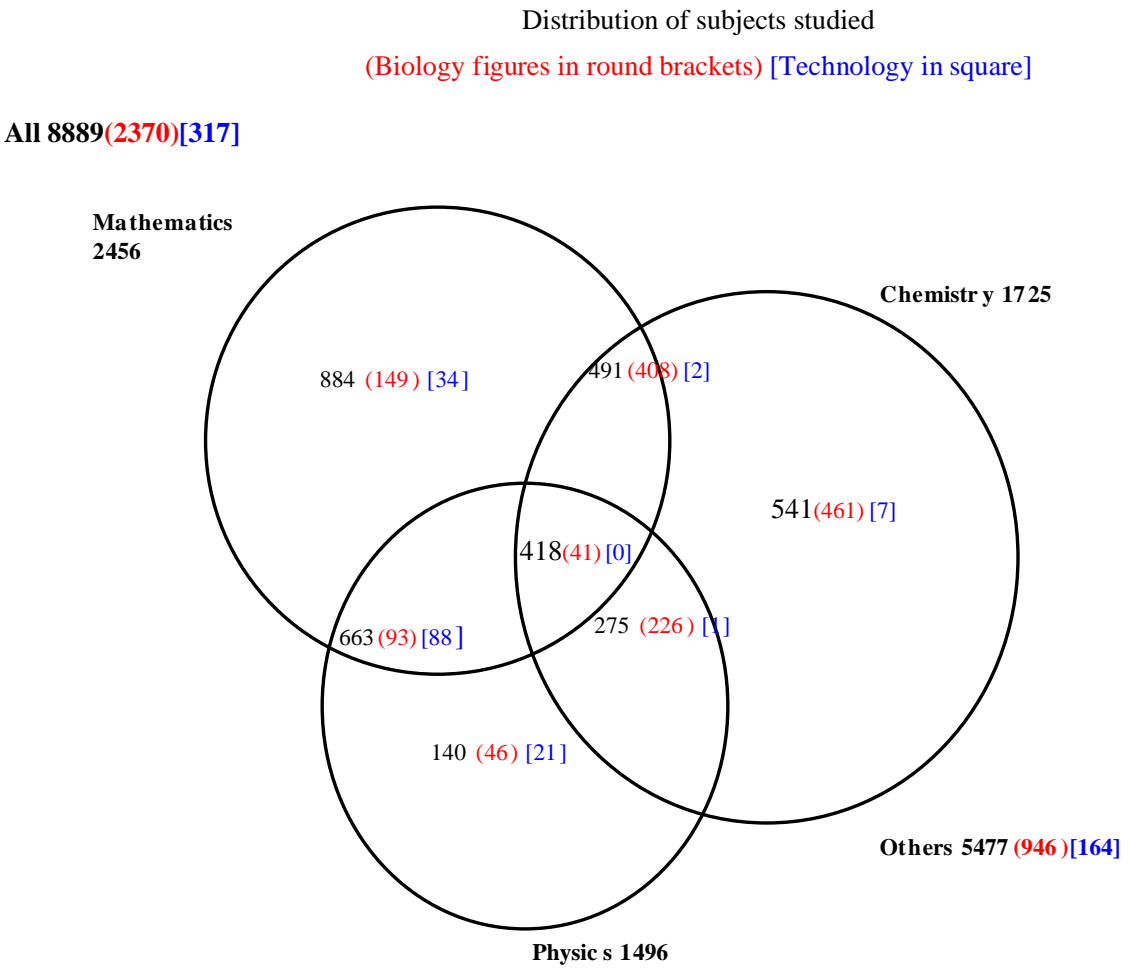 Distribution of subjects studied
(Biology figures in round brackets) [Technology in square]
All 8889(2370)[317]
Mathematics
2456
Chemistry 1725
884 (149) [34]
491 (408) [2]
541(461) [7]
418(41) [0]
663 (93) [88]
275 (226) [1]
140 (46) [21]
Others 5477 (946) [164]
Physics 1496